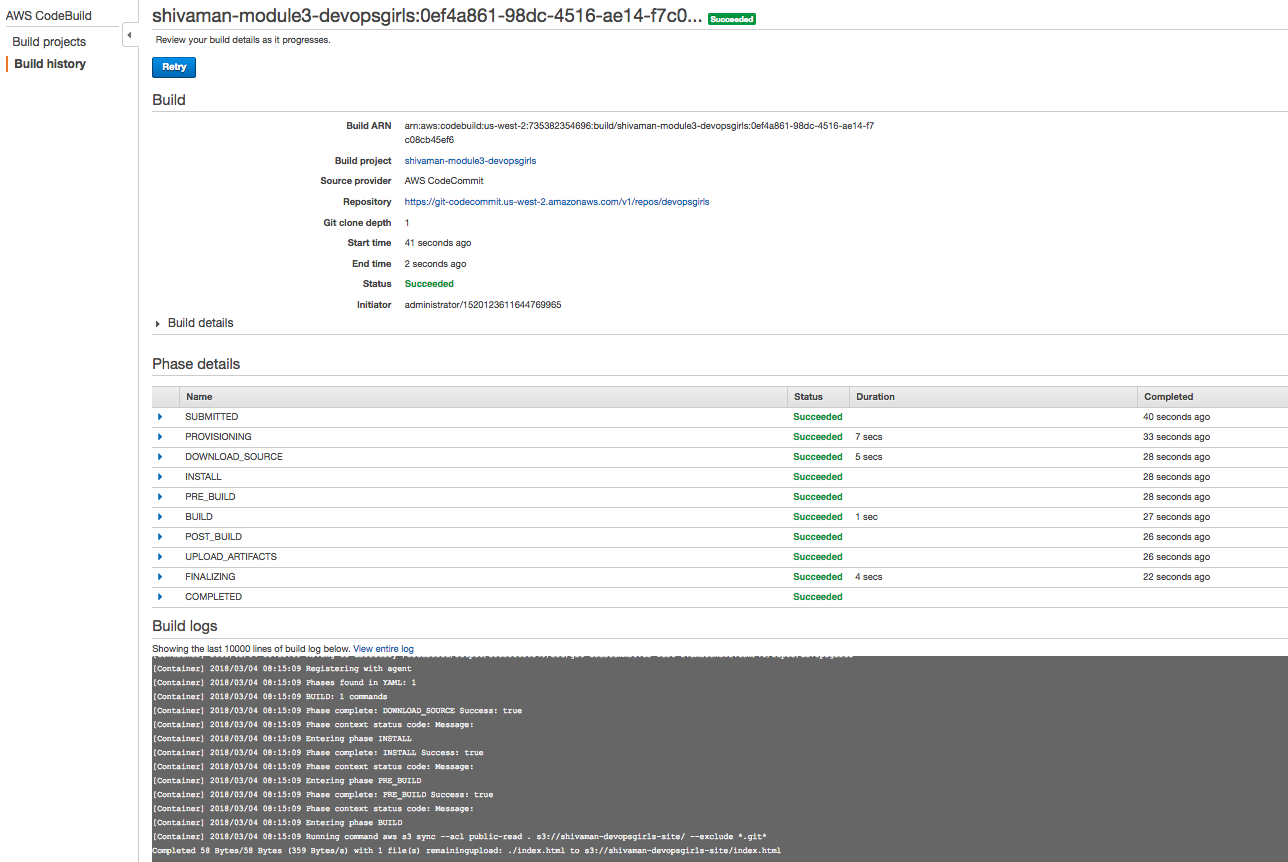 AWS CodeBuild
Build projects
Build history
shivaman-module3-devopsgirls:0ef4a861-98dc-4516-ae14-f7c0... Succeeded
Review your build details as it progresses.
Retry
Build
Build ARN arn:aws:codebuild:us-west-2:735382354696:build/shivaman-module3-devopsgirls:0ef4a861-98dc-4516-ae14-f7
c08cb45ef6
Build project shivaman-module3-devopsgirls
Source provider AWS CodeCommit
Repository https://git-codecommit.us-west-2.amazonaws.com/v1/repos/devopsgirls
Git clone depth 1
Start time 41 seconds ago
End time 2 seconds ago
Status Succeeded
Initiator administrator/1520123611644769965
Build details
Phase details
Name Status Duration Completed
SUBMITTED Succeeded 40 seconds ago
PROVISIONING Succeeded 7 secs 33 seconds ago
DOWNLOAD_SOURCE Succeeded 5 secs 28 seconds ago
INSTALL Succeeded 28 seconds ago
PRE_BUILD Succeeded 28 seconds ago
BUILD Succeeded 1 sec 27 seconds ago
POST_BUILD Succeeded 26 seconds ago
UPLOAD_ARTIFACTS Succeeded 26 seconds ago
FINALIZING Succeeded 4 secs 22 seconds ago
COMPLETED Succeeded
Build logs
Showing the last 10000 lines of build log below. View entire log
[Container] 2018/03/04 08:15:09 Registering with agent
[Container] 2018/03/04 08:15:09 Phases found in YAML: 1
[Container] 2018/03/04 08:15:09 BUILD: 1 commands
[Container] 2018/03/04 08:15:09 Phase complete: DOWNLOAD_SOURCE Success: true
[Container] 2018/03/04 08:15:09 Phase context status code: Message:
[Container] 2018/03/04 08:15:09 Entering phase INSTALL
[Container] 2018/03/04 08:15:09 Phase complete: INSTALL Success: true
[Container] 2018/03/04 08:15:09 Phase context status code: Message:
[Container] 2018/03/04 08:15:09 Entering phase PRE_BUILD
[Container] 2018/03/04 08:15:09 Phase complete: PRE_BUILD Success: true
[Container] 2018/03/04 08:15:09 Phase context status code: Message:
[Container] 2018/03/04 08:15:09 Entering phase BUILD
[Container] 2018/03/04 08:15:09 Running command aws s3 sync --acl public-read . s3://shivaman-devopsgirls-site/ --exclude *.git*
Completed 58 Bytes/58 Bytes (359 Bytes/s) with 1 file(s) remainingupload: ./index.html to s3://shivaman-devopsgirls-site/index.html